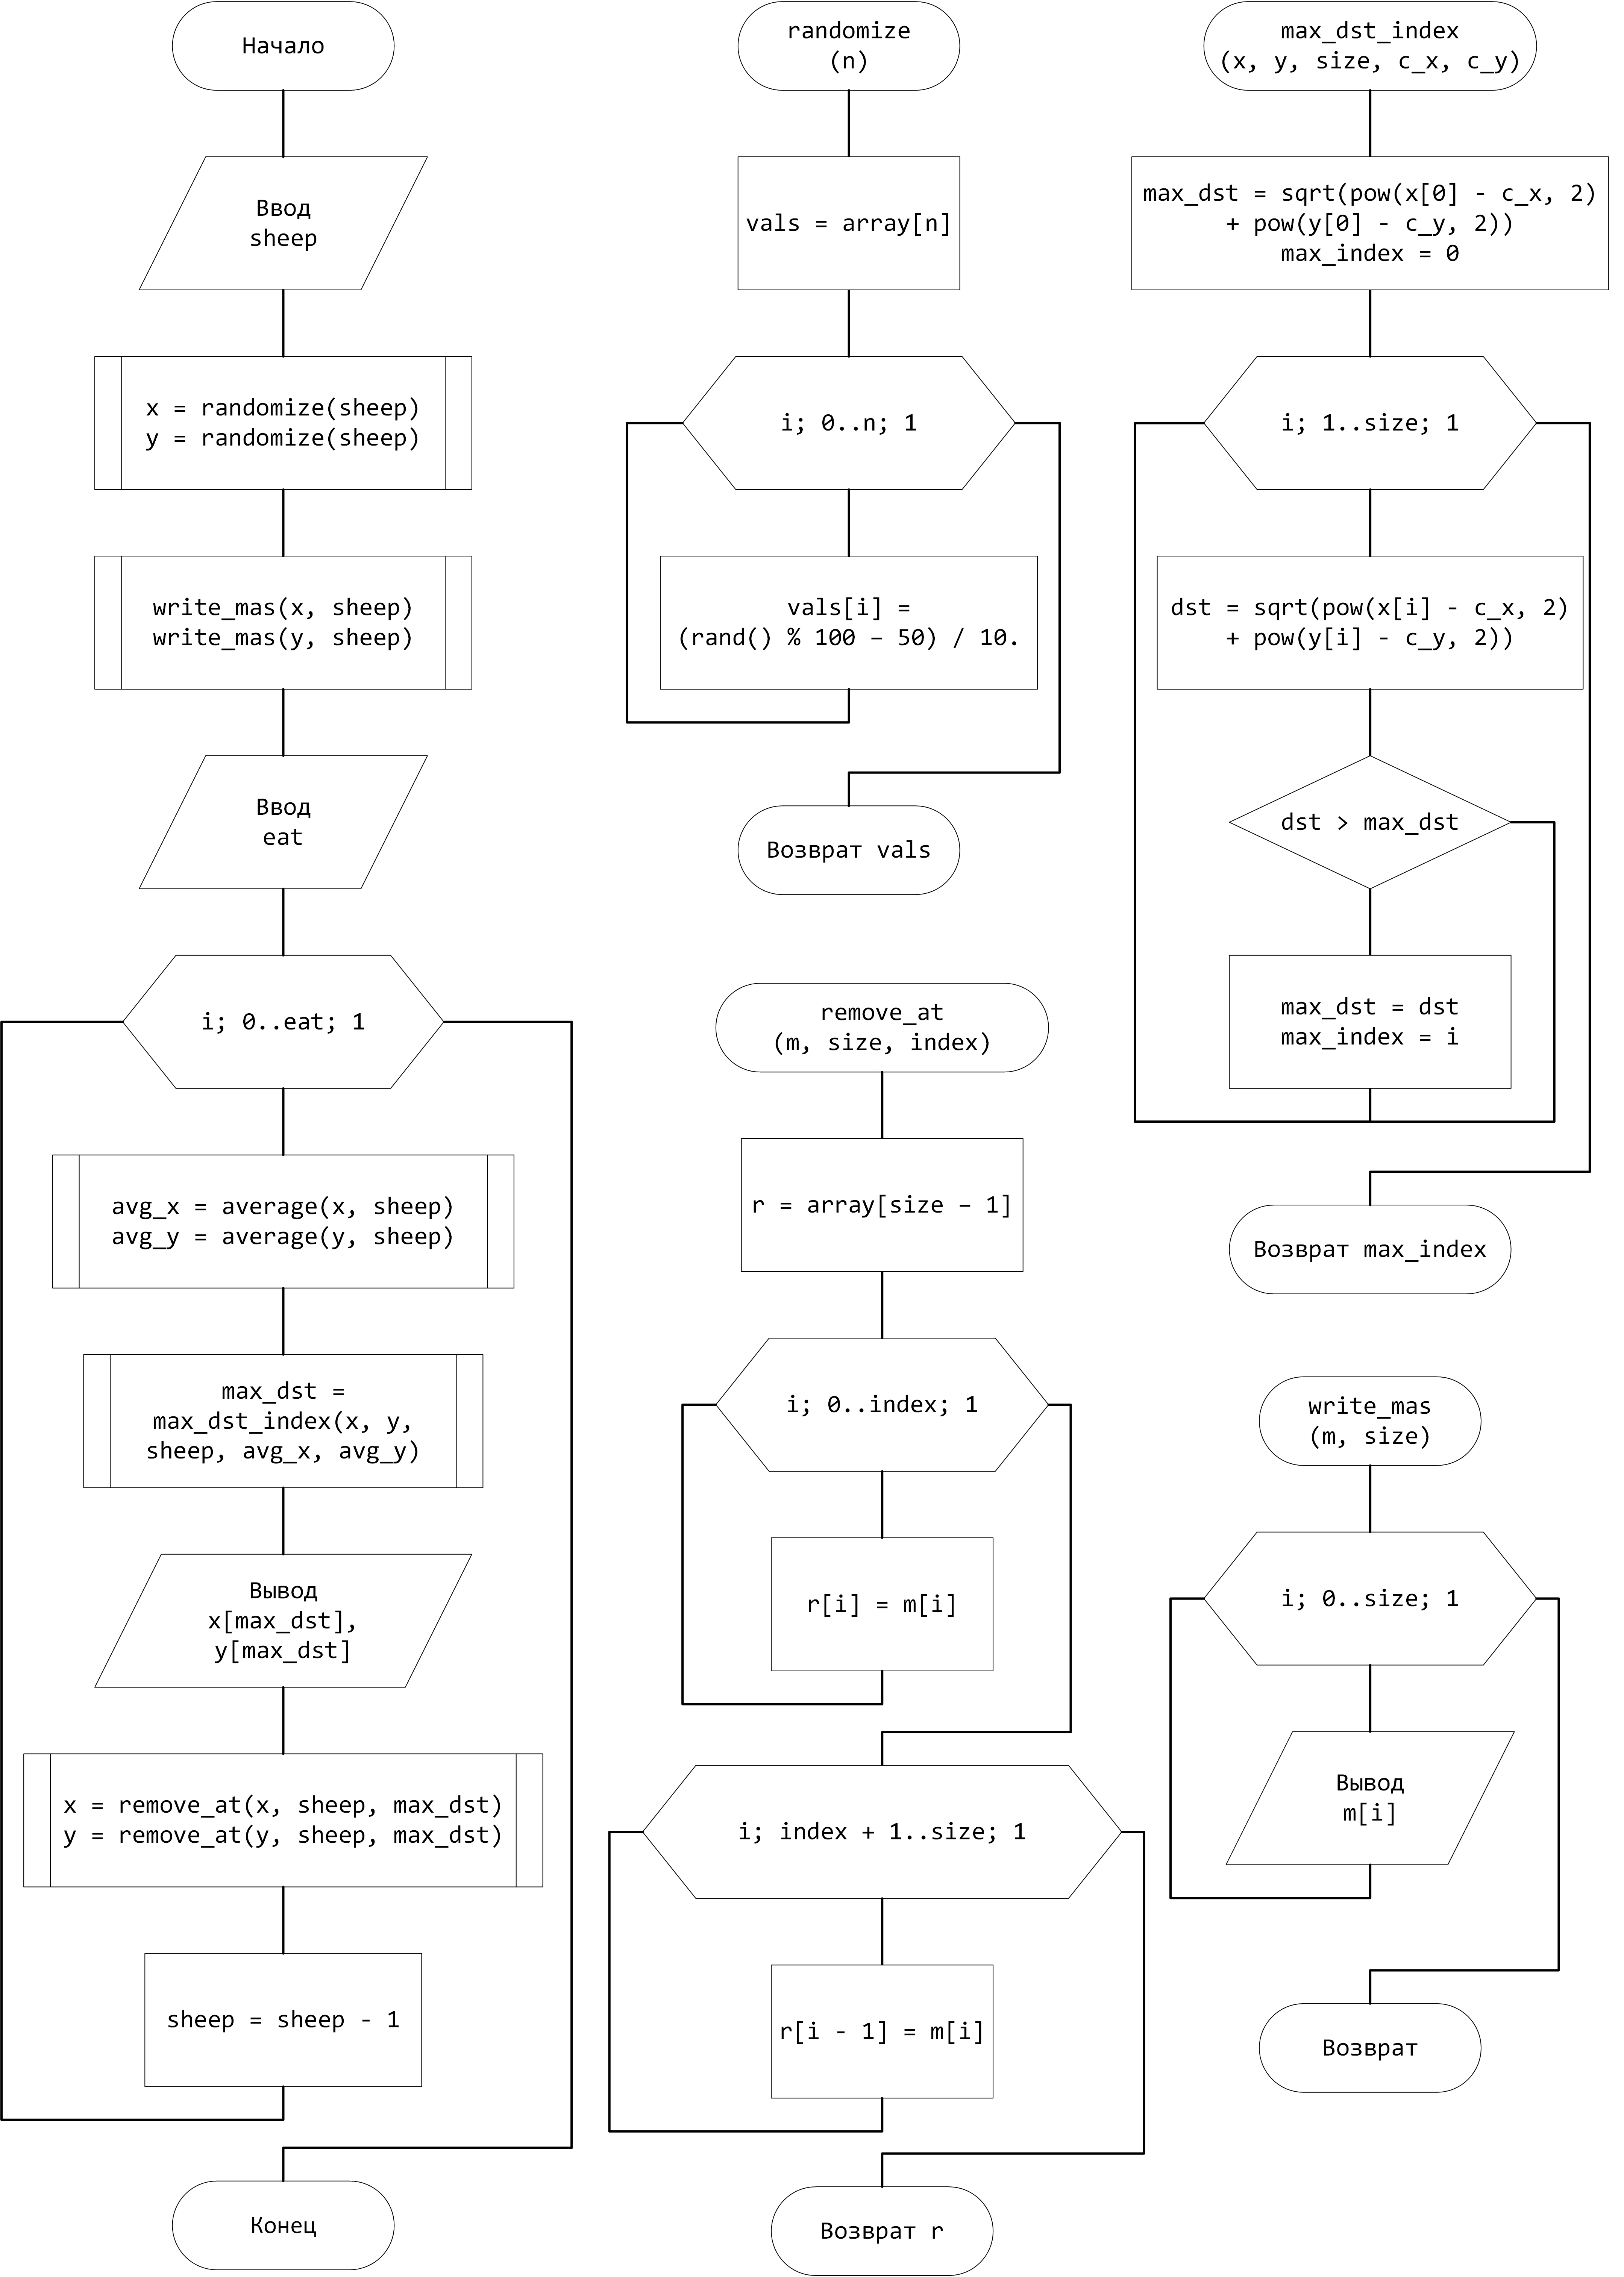 Начало
Ввод
sheep
x = randomize(sheep)
y = randomize(sheep)
write_mas(x, sheep)
write_mas(y, sheep)
Ввод
eat
i; 0..eat; 1
avg_x = average(x, sheep)
avg_y = average(y, sheep)
max_dst =
max_dst_index(x, y,
sheep, avg_x, avg_y)
Вывод
x[max_dst],
y[max_dst]
x = remove_at(x, sheep, max_dst)
y = remove_at(y, sheep, max_dst)
sheep = sheep - 1
Конец
randomize
(n)
vals = array[n]
i; 0..n; 1
vals[i] =
(rand() % 100 – 50) / 10.
Возврат vals
remove_at
(m, size, index)
r = array[size – 1]
i; 0..index; 1
r[i] = m[i]
i; index + 1..size; 1
r[i - 1] = m[i]
Возврат r
max_dst_index
(x, y, size, c_x, c_y)
max_dst = sqrt(pow(x[0] - c_x, 2)
+ pow(y[0] - c_y, 2))
max_index = 0
i; 1..size; 1
dst = sqrt(pow(x[i] - c_x, 2)
+ pow(y[i] - c_y, 2))
dst > max_dst
max_dst = dst
max_index = i
Возврат max_index
write_mas
(m, size)
i; 0..size; 1
Вывод
m[i]
Возврат